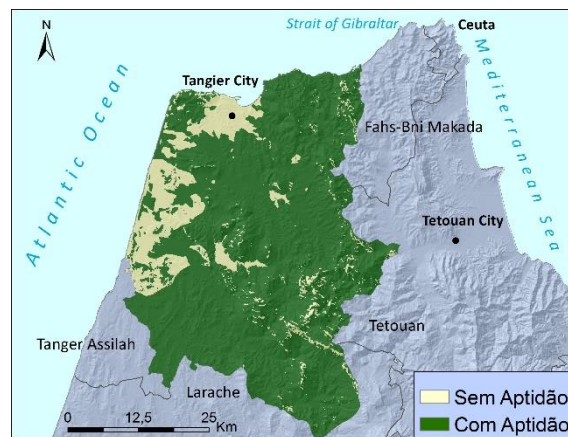 Strait of Gibraltar
Ceuta
N
Tangier City
Atlantic Ocean
Mediterranean Sea
Fahs-Bni Makada
Tetouan City
Tanger Assilah
Tetouan
Larache
0 12,5 25
Km
Sem Aptidão
Com Aptidão